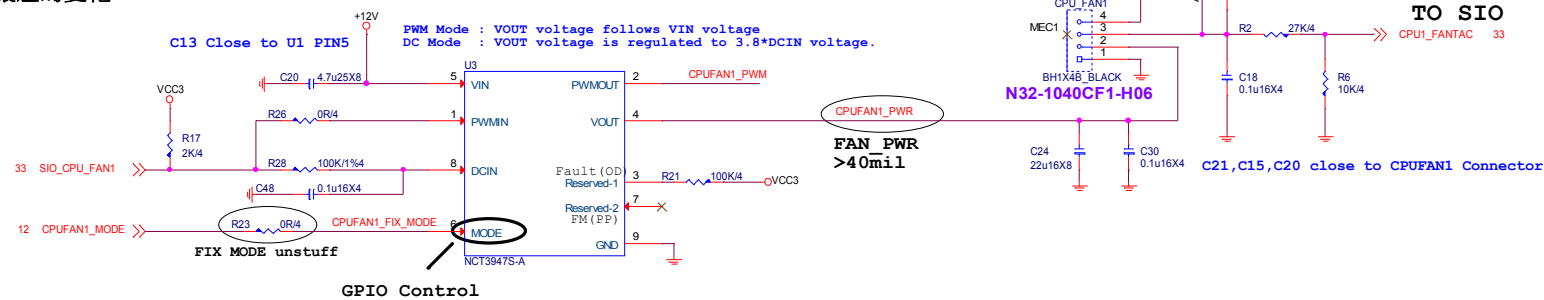 +12V
PWM Mode : VOUT voltage follows VIN voltage
DC Mode : VOUT voltage is regulated to 3.8*DCIN voltage.
C13 Close to U1 PIN5
CPU_FAN1
MEC1
4
3
2
1
BH1X4B_BLACK
N32-1040CF1-H06
TO SIO
R2 27K/4
CPU1_FANTAC 33
C18
0.1u16X4
R6
10K/4
U3
C20 4.7u25X8
5 VIN
PWMOUT 2 CPUFAN1_PWM
VCC3
R17
2K/4
R26 0R/4
1 PWMIN
VOUT 4
CPUFAN1_PWR
FAN_PWR
>40mil
C24
22u16X8
C30
0.1u16X4
C21,C15,C20 close to CPUFAN1 Connector
33 SIO_CPU_FAN1
R28 100K/1%4
8 DCIN
Fault(OD)
Reserved-1
3 R21 100K/4 VCC3
C48 0.1u16X4
Reserved-2 7
FM(PP)
12 CPUFAN1_MODE
R23 0R/4
CPUFAN1_FIX_MODE
6 MODE
GND 9
FIX MODE unstuff
NCT3947S-A
GPIO Control